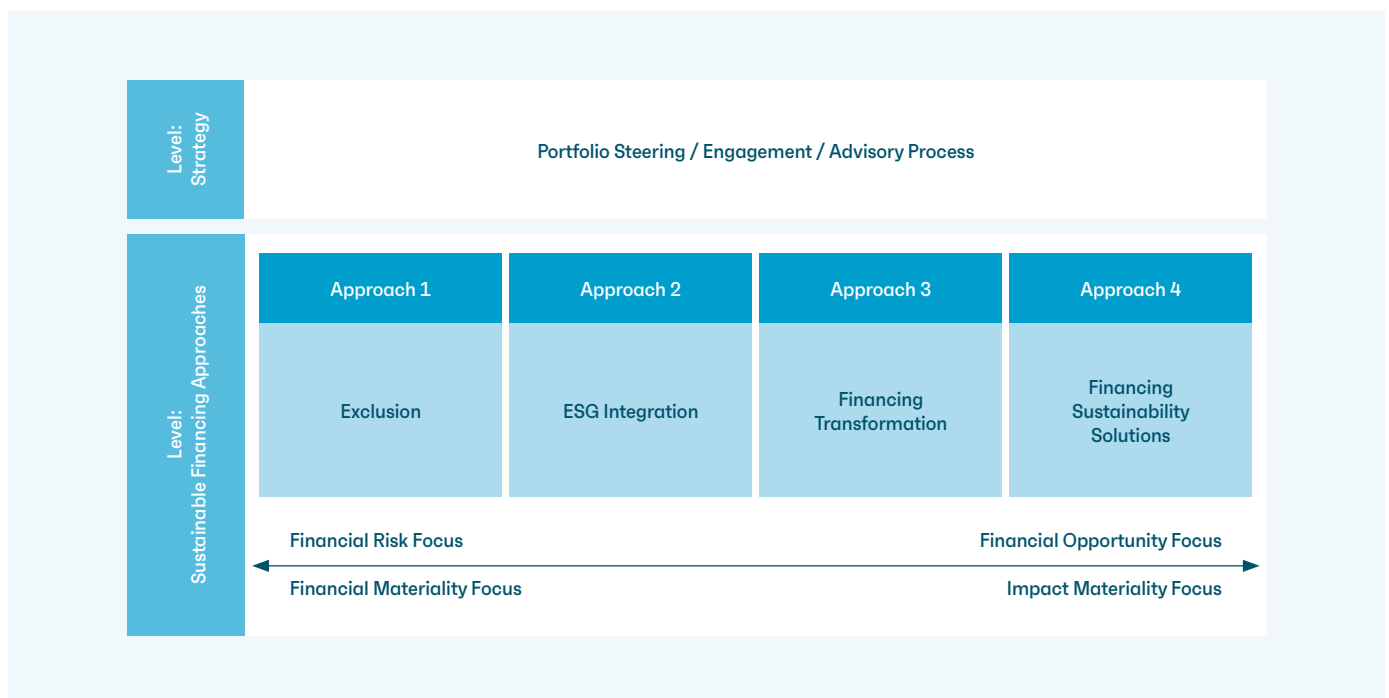 Level:
Strategy
Portfolio Steering / Engagement / Advisory Process
Level:
Sustainable Financing Approaches
Approach 1
Approach 2
Approach 3
Approach 4
Exclusion
ESG Integration
Financing
Transformation
Financing
Sustainability
Solutions
Financial Risk Focus
Financial Opportunity Focus
Financial Materiality Focus
Impact Materiality Focus